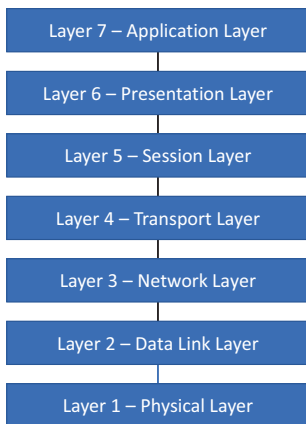 Layer 7 – Application Layer
Layer 6 – Presentation Layer
Layer 5 – Session Layer
Layer 4 – Transport Layer
Layer 3 – Network Layer
Layer 2 – Data Link Layer
Layer 1 – Physical Layer